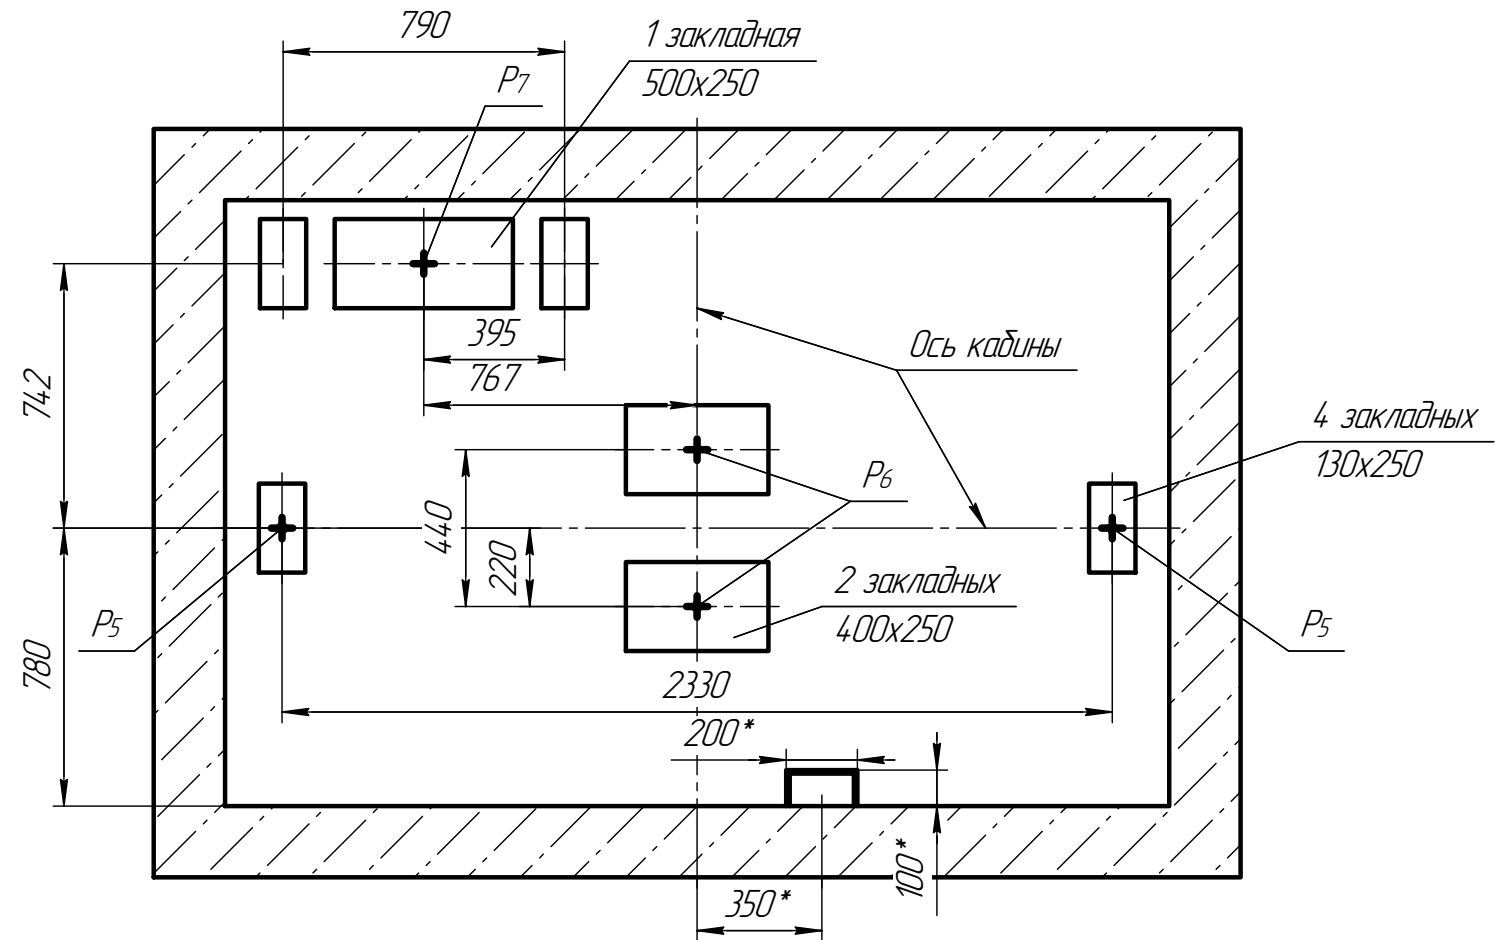 790
1 закладная
500х250
P7
395
767
Ось кабины
742
4 закладных
130х250
P6
440
220
2 закладных
400х250
P5
P5
780
2330
200*
100*
350*